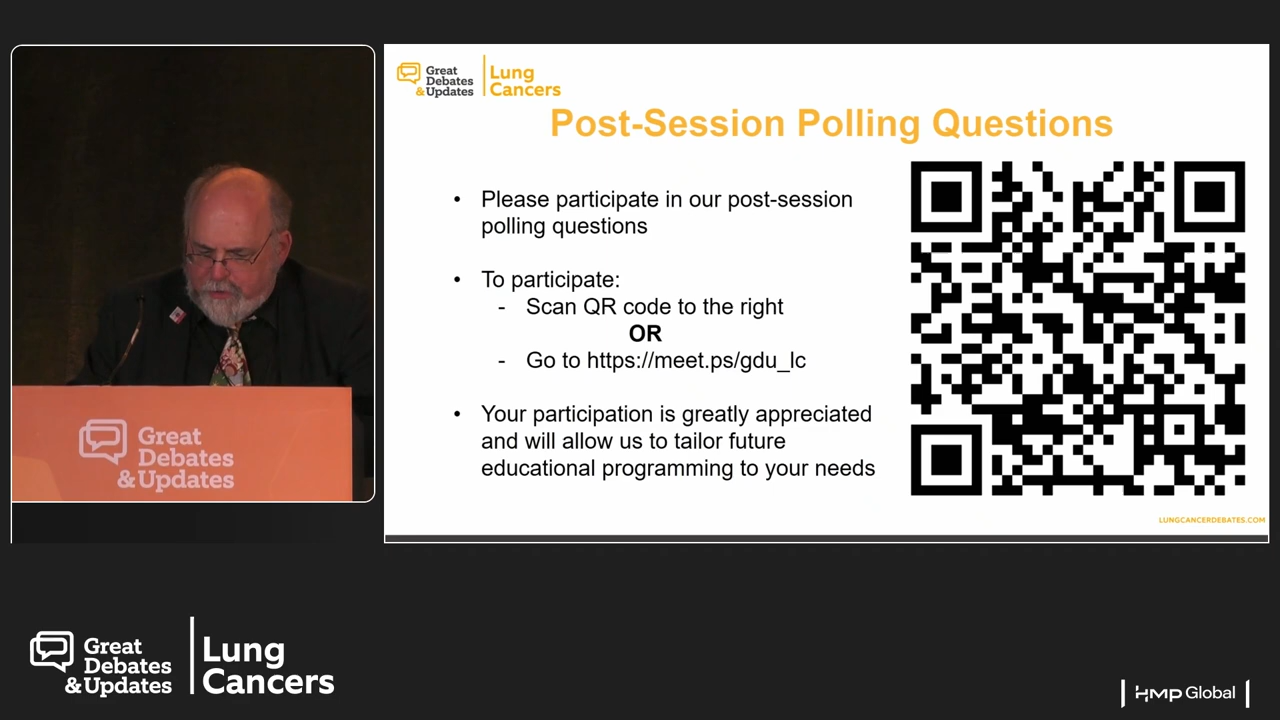 Great
Debates
& Updates
Lung
Cancers
Post-Session Polling Questions
• Please participate in our post-session
polling questions
• To participate:
- Scan QR code to the right
OR
- Go to https://meet.ps/gdu_lc
• Your participation is greatly appreciated
and will allow us to tailor future
educational programming to your needs
LUNGCANCERDEBATES.COM
Great
Debates
& Updates
Great
Debates
& Updates
Lung
Cancers
HMP Global